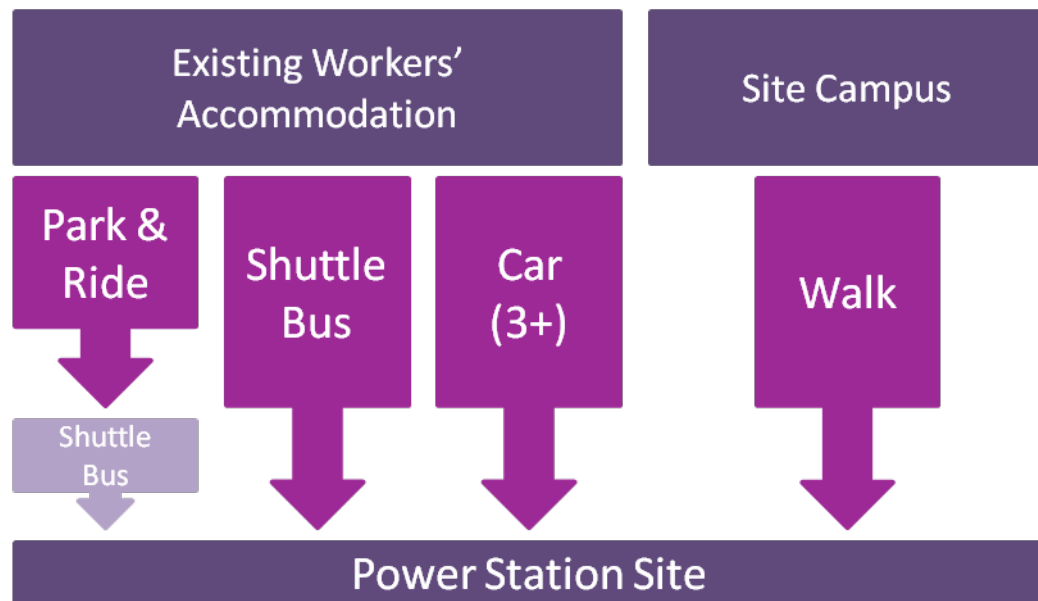 Existing Workers’
Accommodation
Site Campus
Park &
Ride
Shuttle
Bus
Car
(3+)
Walk
Shuttle
Bus
Power Station Site